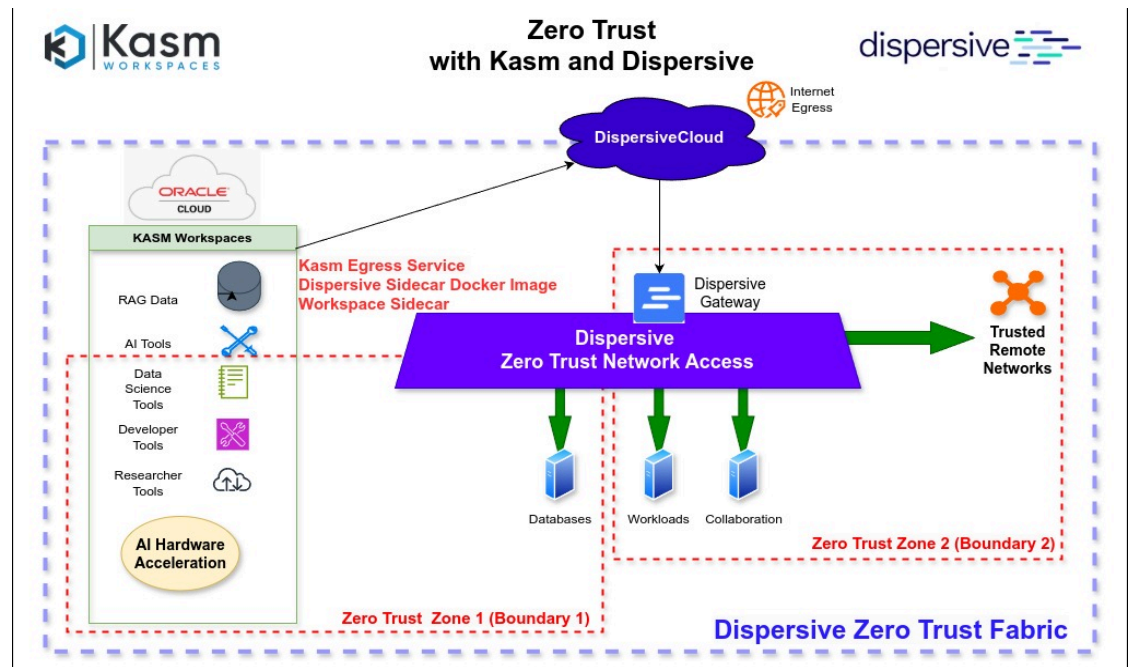 Kasm
WORKSPACES
Zero Trust
with Kasm and Dispersive
dispersive
Internet
Egress
DispersiveCloud
ORACLE
CLOUD
KASM Workspaces
Kasm Egress Service
Dispersive Sidecar Docker Image
Workspace Sidecar
RAG Data
AI Tools
Data
Science
Tools
Developer
Tools
Researcher
Tools
AI Hardware
Acceleration
Dispersive
Gateway
Dispersive
Zero Trust Network Access
Trusted
Remote
Networks
Databases
Workloads
Collaboration
Zero Trust Zone 2 (Boundary 2)
Zero Trust  Zone 1 (Boundary 1)
Dispersive Zero Trust Fabric